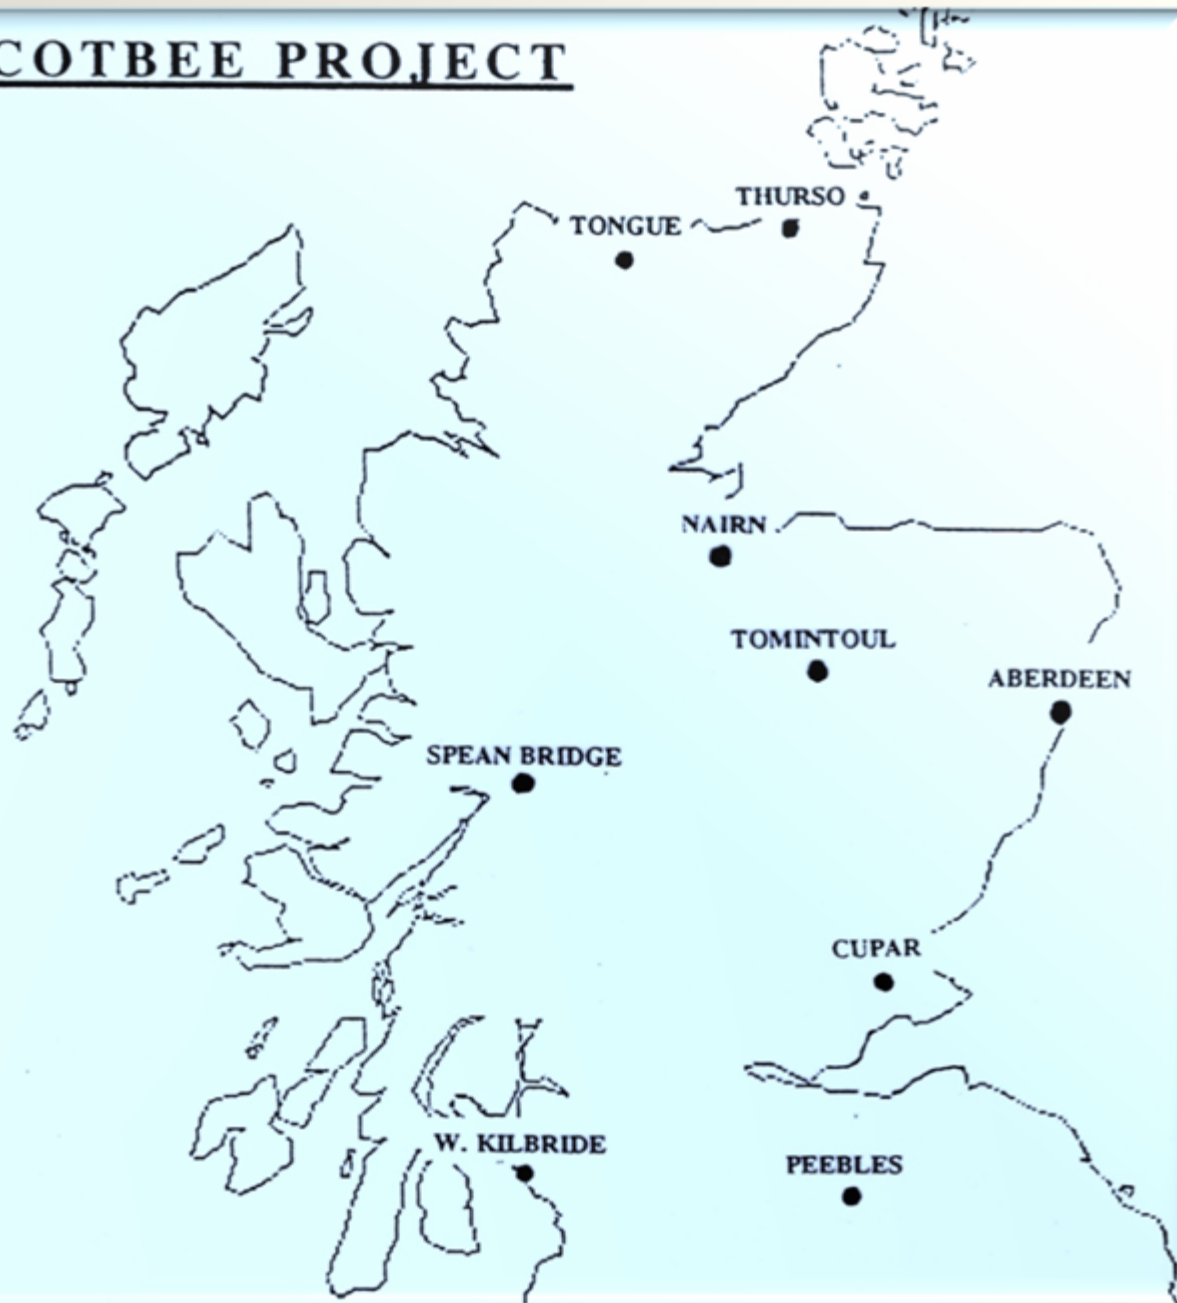 COTBEE PROJECT
THURSO
TONGUE
NAIRN
TOMINTOUL
ABERDEEN
SPEAN BRIDGE
CUPAR
W. KILBRIDE
PEEBLES